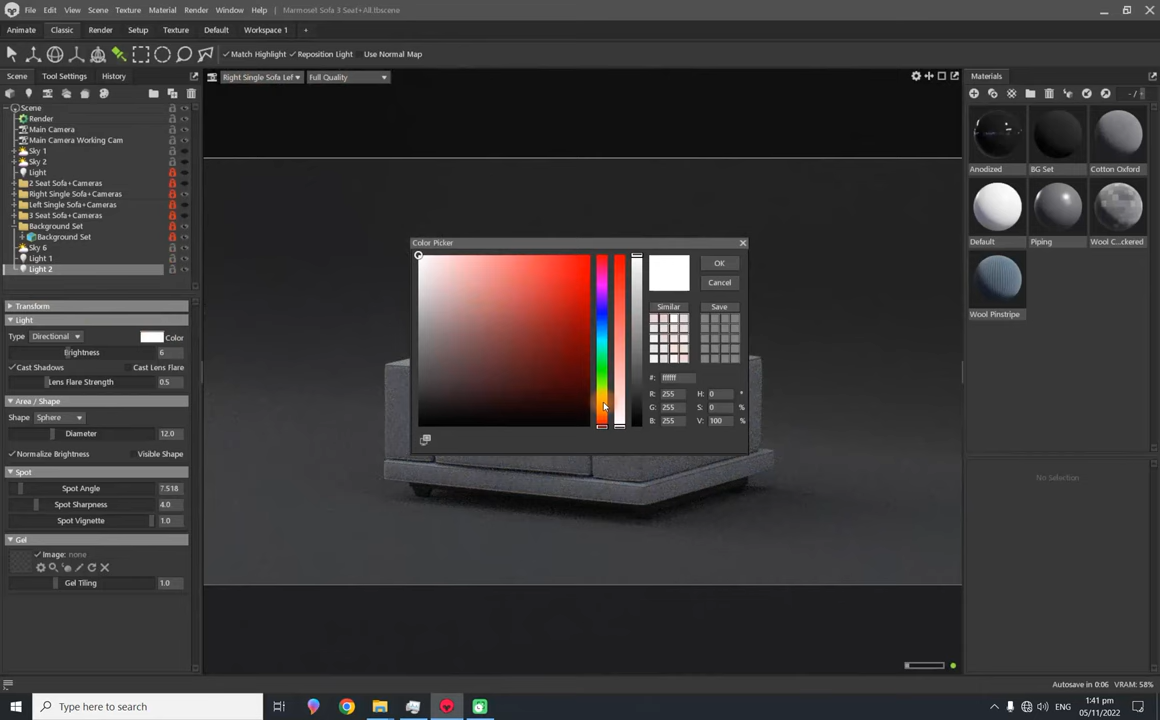 File Edit View Scene Texture Material Render Window Help Marmoset Sofa 3 Seat+All.tbscene
Animate Classic Render Setup Texture Default Workspace 1 +
Match Highlight Reposition Light Use Normal Map
Scene Tool Settings History
Right Single Sofa Lef Full Quality
Materials
Scene
Render
Main Camera
Main Camera Working Cam
Sky 1
Sky 2
Light
2 Seat Sofa+Cameras
Right Single Sofa+Cameras
Left Single Sofa+Cameras
3 Seat Sofa+Cameras
Background Set
Background Set
Sky 6
Light 1
Light 2
Anodized BG Set Cotton Oxford
Default Piping Wool C...ckered
Wool Pinstripe
No Selection
Color Picker
OK
Cancel
Similar Save
#: ffffff
R: 255 H: 0 °
G: 255 S: 0 %
B: 255 V: 100 %
Transform
Light
Type Directional Color
Brightness 6
Cast Shadows Cast Lens Flare
Lens Flare Strength 0.5
Area / Shape
Shape Sphere
Diameter 12.0
Normalize Brightness Visible Shape
Spot
Spot Angle 7.518
Spot Sharpness 4.0
Spot Vignette 1.0
Gel
Image: none
Gel Tiling 1.0
Autosave in 0:06 VRAM: 58%
Type here to search
ENG
1:41 pm
05/11/2022